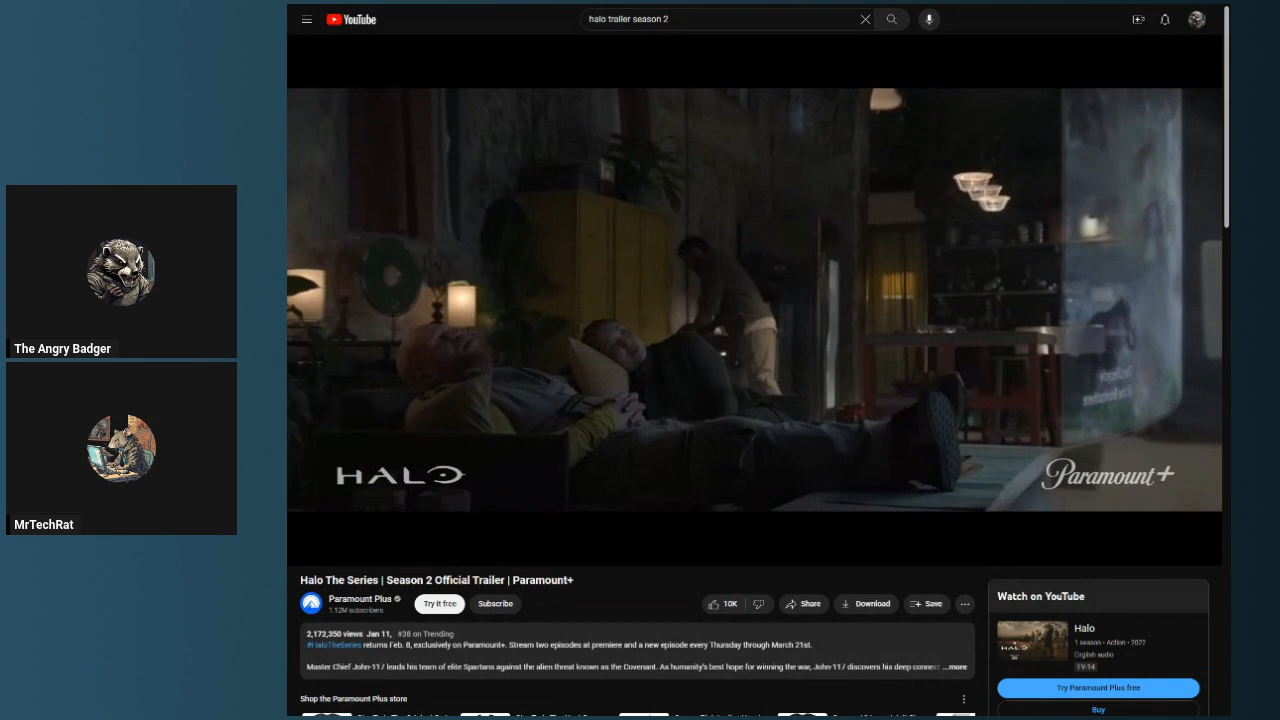 YouTube
halo trailer season 2
The Angry Badger
MrTechRat
HALO
Paramount+
Halo The Series | Season 2 Official Trailer | Paramount+
Paramount Plus
1.12M subscribers
Try it free
Subscribe
10K
Share
Download
Save
2,172,350 views Jan 11, #38 on Trending
#HaloTheSeries returns Feb. 8, exclusively on Paramount+. Stream two episodes at premiere and a new episode every Thursday through March 21st.
Master Chief John-117 leads his team of elite Spartans against the alien threat known as the Covenant. As humanity's best hope for winning the war, John-117 discovers his deep connect ...more
Shop the Paramount Plus store
Watch on YouTube
HALO
Halo
1 season • Action • 2022
English audio
TV-14
Try Paramount Plus free
Buy